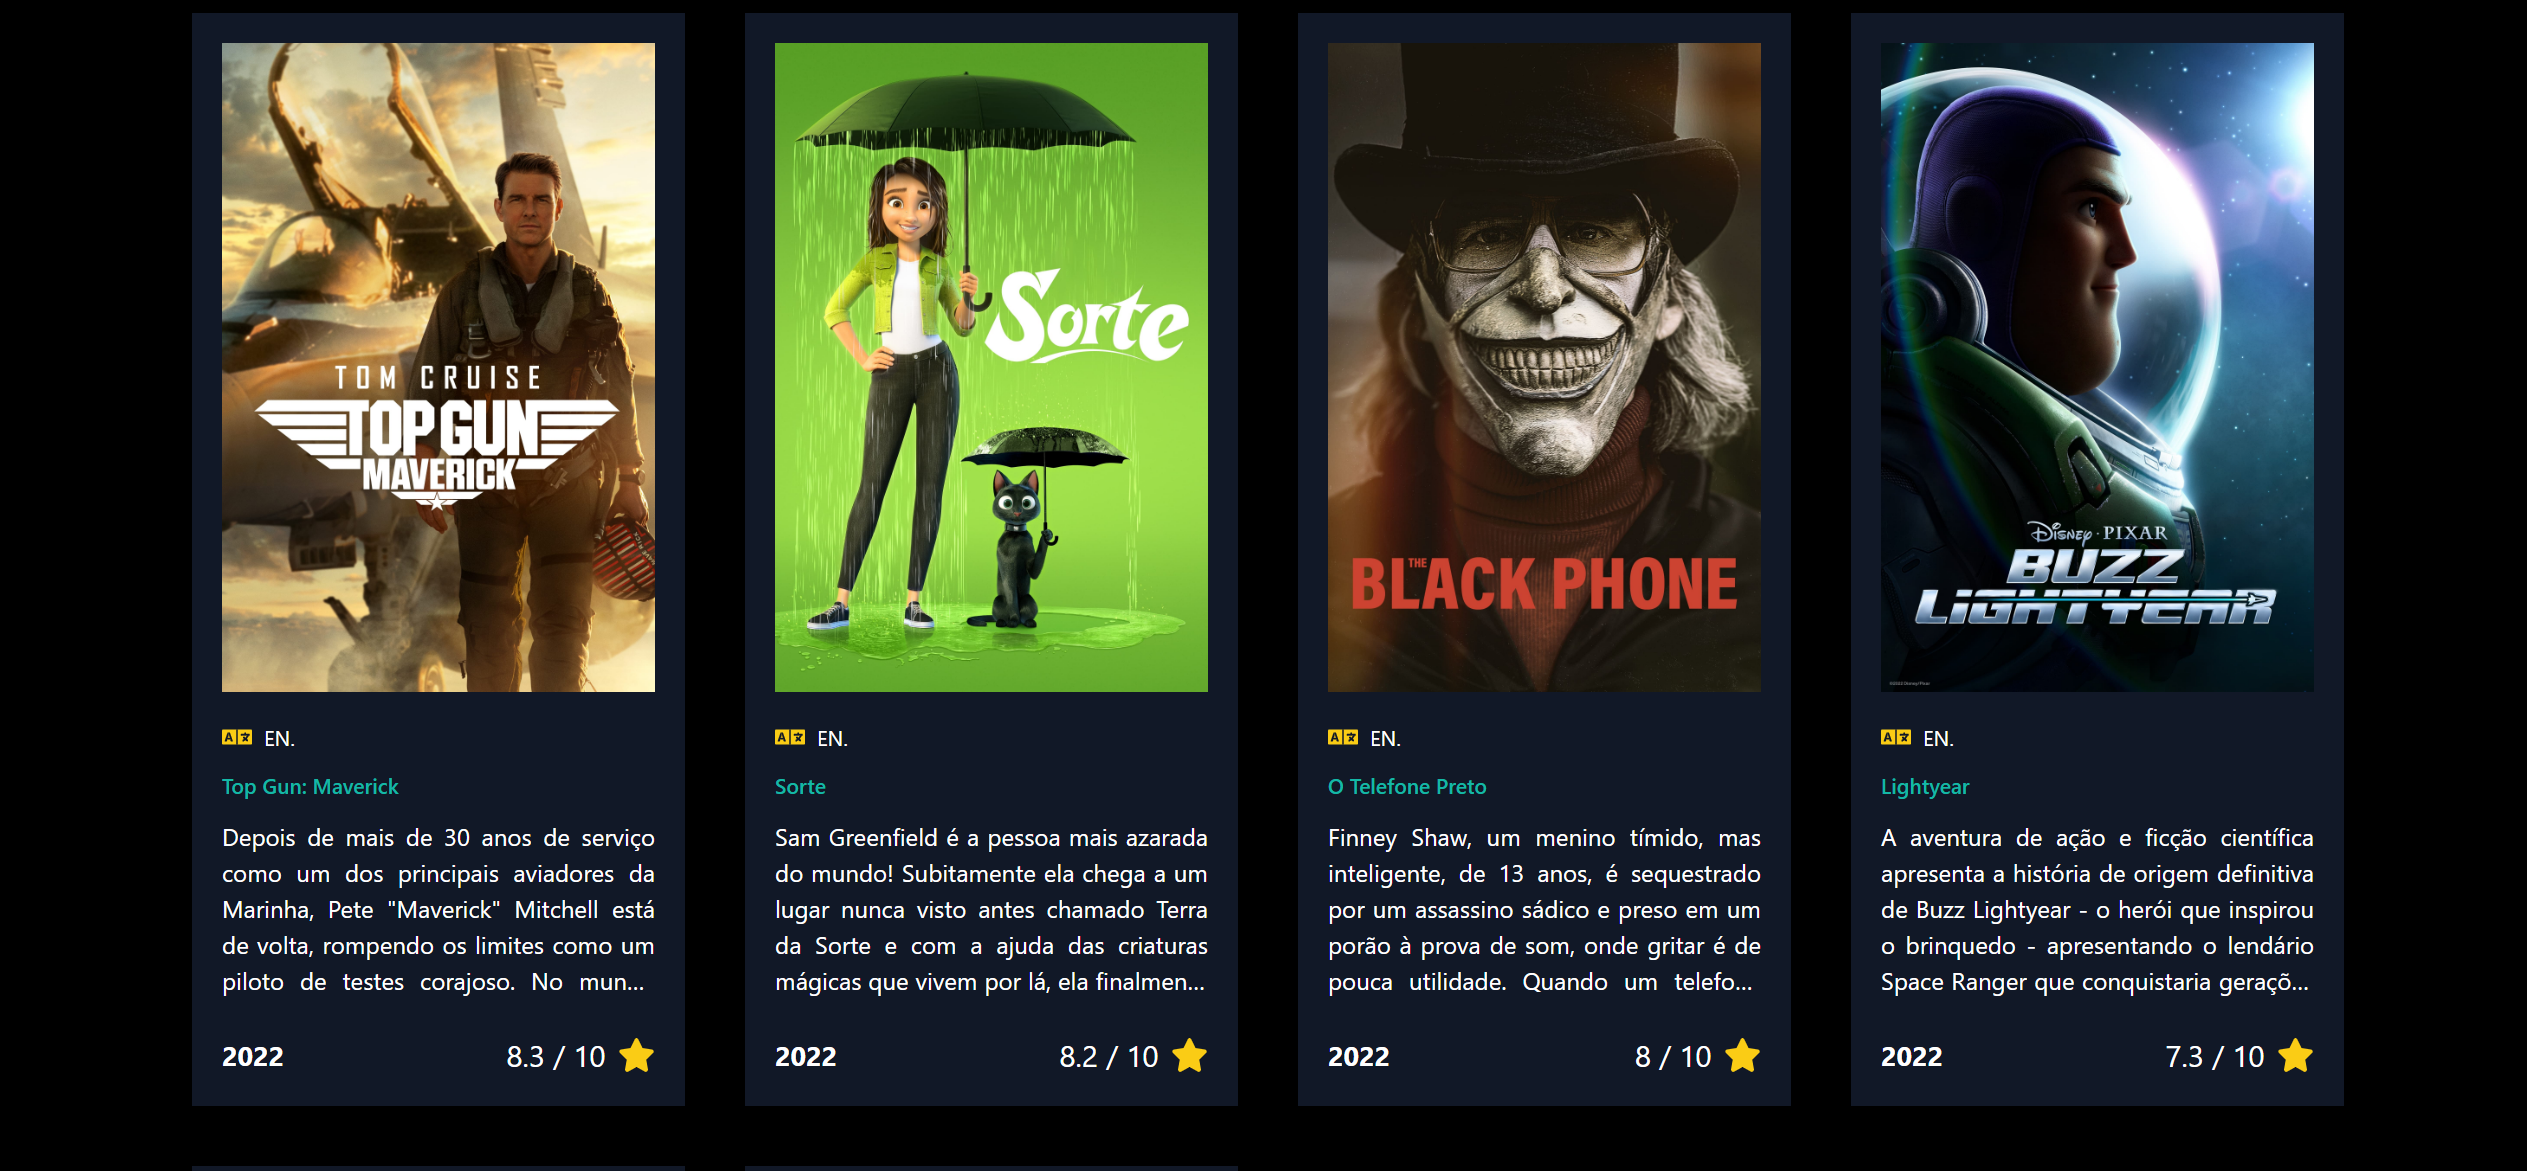 TOM CRUISE
TOP GUN
MAVERICK
EN.
Top Gun: Maverick
Depois de mais de 30 anos de serviço
como um dos principais aviadores da
Marinha, Pete "Maverick" Mitchell está
de volta, rompendo os limites como um
piloto de testes corajoso. No mun...
2022
8.3 / 10
Sorte
EN.
Sorte
Sam Greenfield é a pessoa mais azarada
do mundo! Subitamente ela chega a um
lugar nunca visto antes chamado Terra
da Sorte e com a ajuda das criaturas
mágicas que vivem por lá, ela finalmen...
2022
8.2 / 10
THE
BLACK PHONE
EN.
O Telefone Preto
Finney Shaw, um menino tímido, mas
inteligente, de 13 anos, é sequestrado
por um assassino sádico e preso em um
porão à prova de som, onde gritar é de
pouca utilidade. Quando um telefo...
2022
8 / 10
Disney · PIXAR
BUZZ
LIGHTYEAR
EN.
Lightyear
A aventura de ação e ficção científica
apresenta a história de origem definitiva
de Buzz Lightyear - o herói que inspirou
o brinquedo - apresentando o lendário
Space Ranger que conquistaria geraçõ...
2022
7.3 / 10